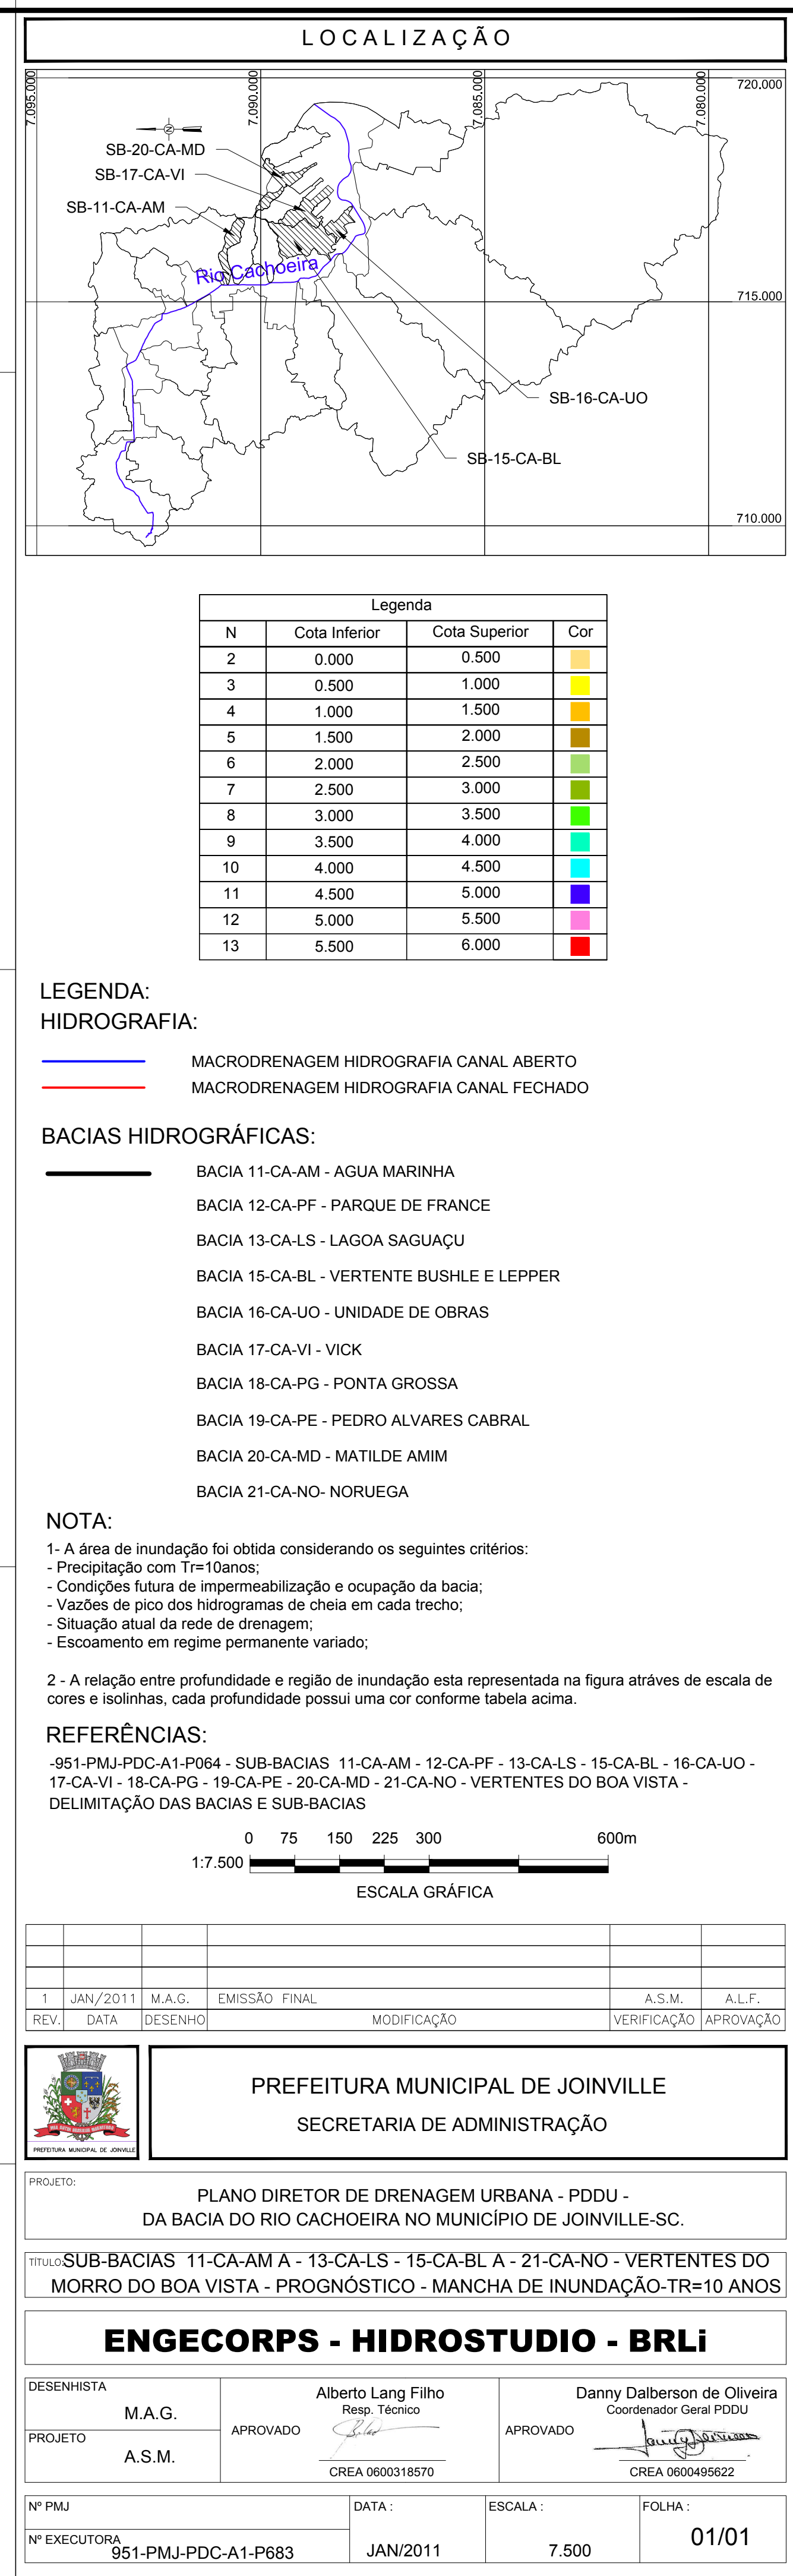 LOCALIZAÇÃO
7.095.000
7.090.000
7.085.000
7.080.000
720.000
N
SB-20-CA-MD
SB-17-CA-VI
SB-11-CA-AM
Rio Cachoeira
715.000
SB-16-CA-UO
SB-15-CA-BL
710.000
Legenda
N Cota Inferior Cota Superior Cor
2 0.000 0.500
3 0.500 1.000
4 1.000 1.500
5 1.500 2.000
6 2.000 2.500
7 2.500 3.000
8 3.000 3.500
9 3.500 4.000
10 4.000 4.500
11 4.500 5.000
12 5.000 5.500
13 5.500 6.000
LEGENDA:
HIDROGRAFIA:
MACRODRENAGEM HIDROGRAFIA CANAL ABERTO
MACRODRENAGEM HIDROGRAFIA CANAL FECHADO
BACIAS HIDROGRÁFICAS:
BACIA 11-CA-AM - AGUA MARINHA
BACIA 12-CA-PF - PARQUE DE FRANCE
BACIA 13-CA-LS - LAGOA SAGUAÇU
BACIA 15-CA-BL - VERTENTE BUSHLE E LEPPER
BACIA 16-CA-UO - UNIDADE DE OBRAS
BACIA 17-CA-VI - VICK
BACIA 18-CA-PG - PONTA GROSSA
BACIA 19-CA-PE - PEDRO ALVARES CABRAL
BACIA 20-CA-MD - MATILDE AMIM
BACIA 21-CA-NO- NORUEGA
NOTA:
1- A área de inundação foi obtida considerando os seguintes critérios:
- Precipitação com Tr=10anos;
- Condições futura de impermeabilização e ocupação da bacia;
- Vazões de pico dos hidrogramas de cheia em cada trecho;
- Situação atual da rede de drenagem;
- Escoamento em regime permanente variado;
2 - A relação entre profundidade e região de inundação esta representada na figura atráves de escala de
cores e isolinhas, cada profundidade possui uma cor conforme tabela acima.
REFERÊNCIAS:
-951-PMJ-PDC-A1-P064 - SUB-BACIAS 11-CA-AM - 12-CA-PF - 13-CA-LS - 15-CA-BL - 16-CA-UO -
17-CA-VI - 18-CA-PG - 19-CA-PE - 20-CA-MD - 21-CA-NO - VERTENTES DO BOA VISTA -
DELIMITAÇÃO DAS BACIAS E SUB-BACIAS
0 75 150 225 300 600m
1:7.500
ESCALA GRÁFICA
1 JAN/2011 M.A.G. EMISSÃO FINAL A.S.M. A.L.F.
REV. DATA DESENHO MODIFICAÇÃO VERIFICAÇÃO APROVAÇÃO
PREFEITURA MUNICIPAL DE JOINVILLE
PREFEITURA MUNICIPAL DE JOINVILLE
SECRETARIA DE ADMINISTRAÇÃO
PROJETO:
PLANO DIRETOR DE DRENAGEM URBANA - PDDU -
DA BACIA DO RIO CACHOEIRA NO MUNICÍPIO DE JOINVILLE-SC.
TÍTULO: SUB-BACIAS 11-CA-AM A - 13-CA-LS - 15-CA-BL A - 21-CA-NO - VERTENTES DO
MORRO DO BOA VISTA - PROGNÓSTICO - MANCHA DE INUNDAÇÃO-TR=10 ANOS
ENGECORPS - HIDROSTUDIO - BRLi
DESENHISTA
M.A.G.
PROJETO
A.S.M.
Alberto Lang Filho
Resp. Técnico
APROVADO
CREA 0600318570
Danny Dalberson de Oliveira
Coordenador Geral PDDU
APROVADO
CREA 0600495622
Nº PMJ
Nº EXECUTORA
951-PMJ-PDC-A1-P683
DATA :
JAN/2011
ESCALA :
7.500
FOLHA :
01/01